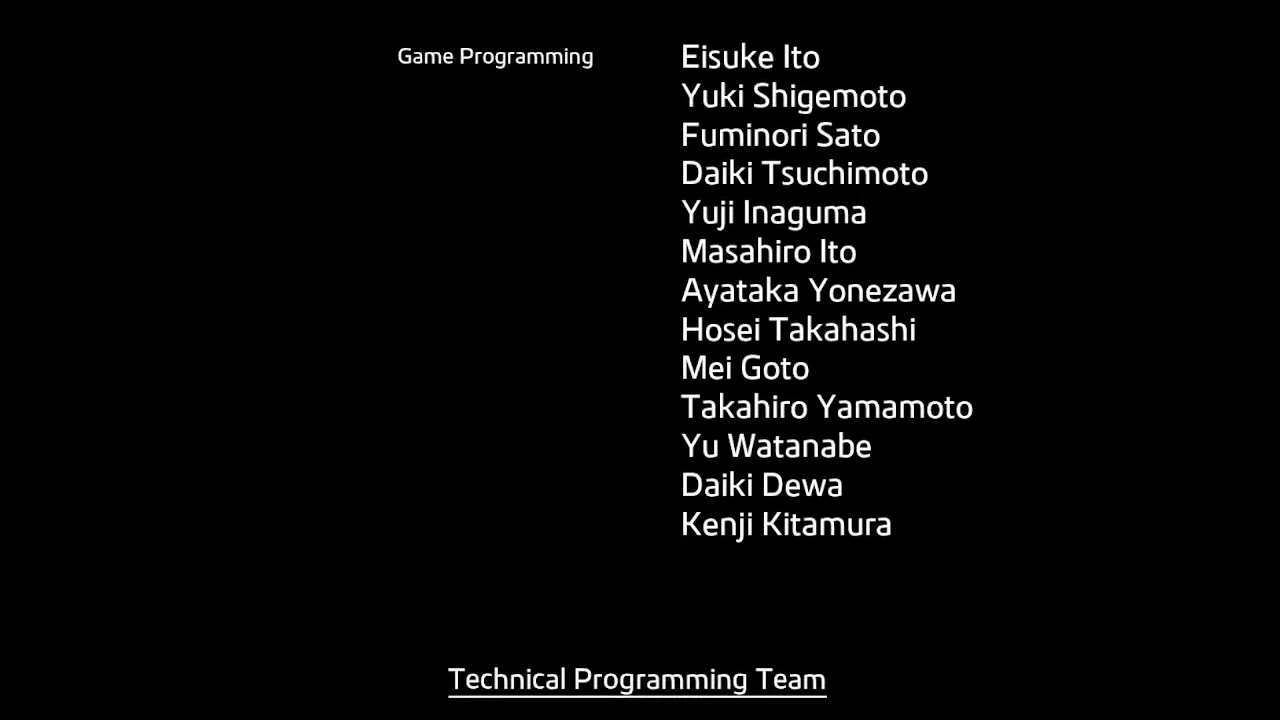 Game Programming Eisuke Ito
Yuki Shigemoto
Fuminori Sato
Daiki Tsuchimoto
Yuji Inaguma
Masahiro Ito
Ayataka Yonezawa
Hosei Takahashi
Mei Goto
Takahiro Yamamoto
Yu Watanabe
Daiki Dewa
Kenji Kitamura
Technical Programming Team